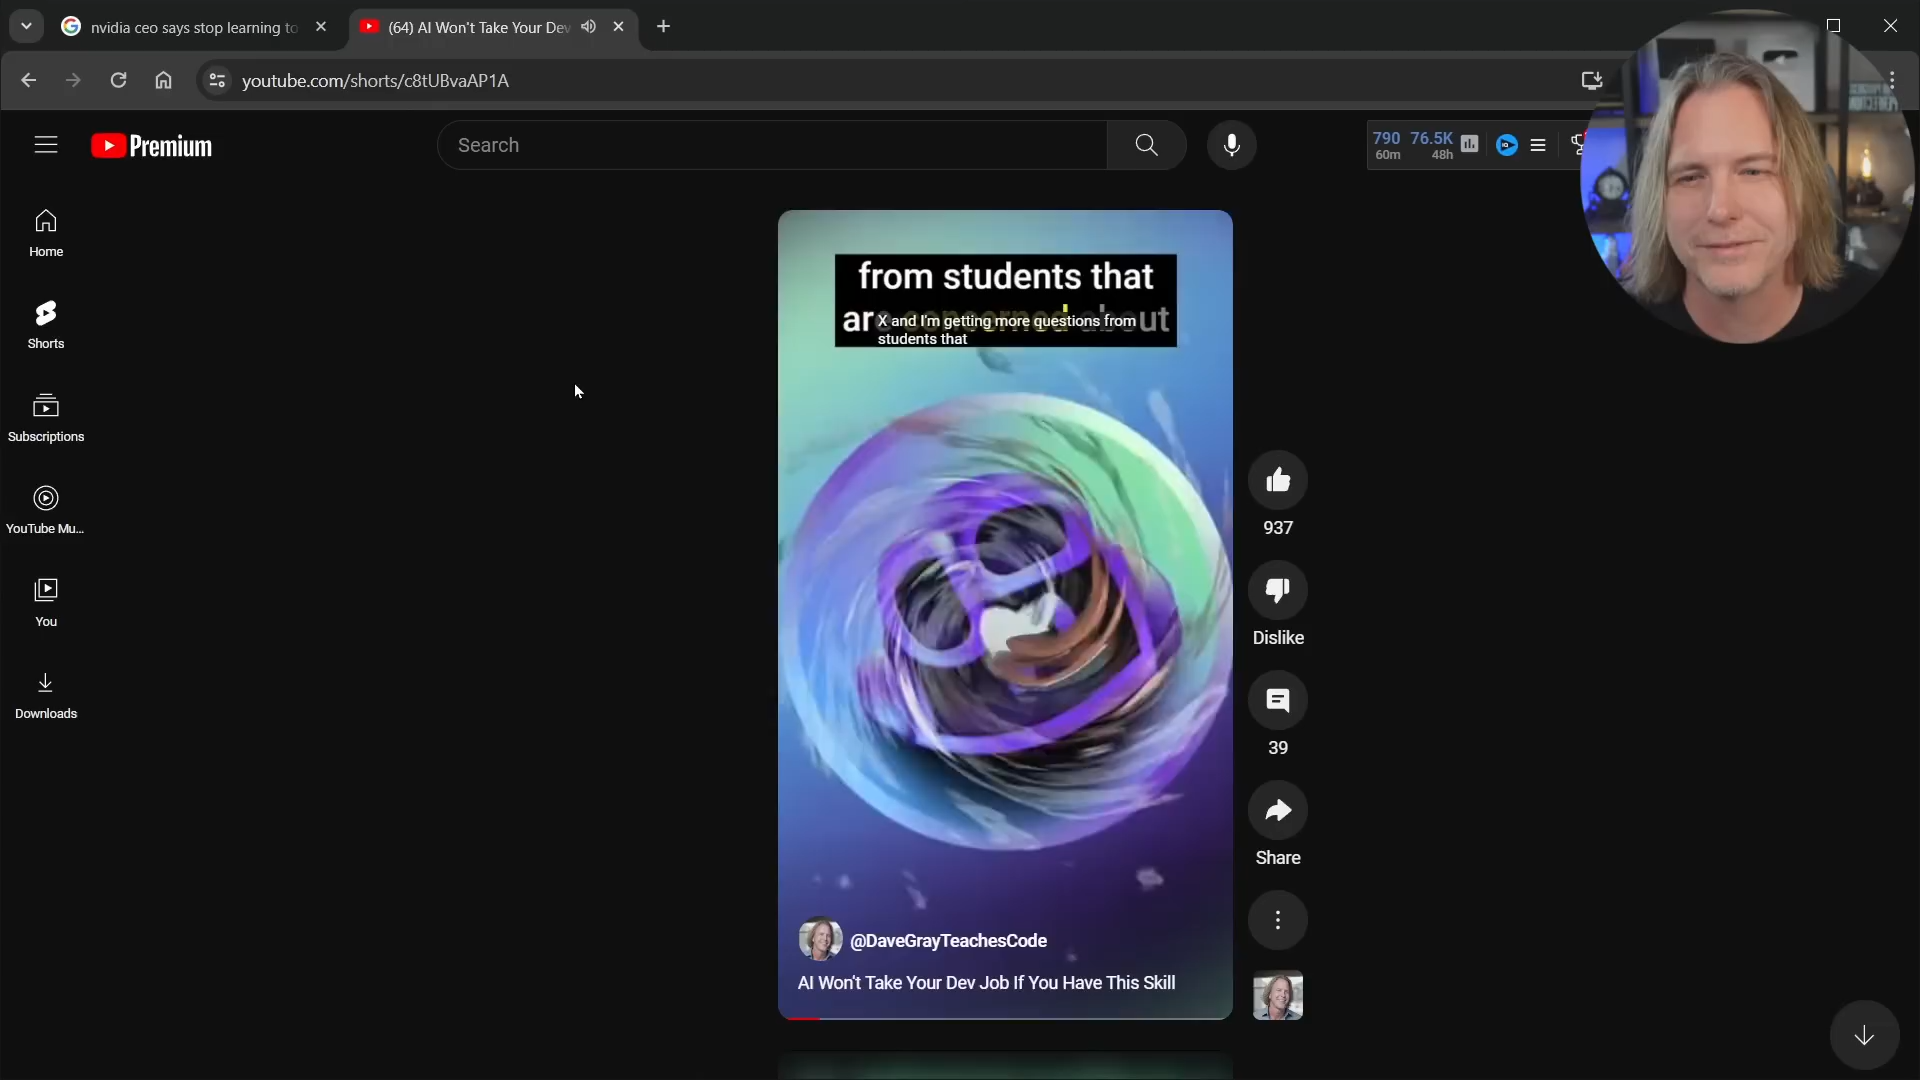 nvidia ceo says stop learning to
(64) AI Won't Take Your Dev
youtube.com/shorts/c8tUBvaAP1A
Premium
Search
790 76.5K
60m 48h
Home
Shorts
Subscriptions
YouTube Mu...
You
Downloads
from students that
X and I'm getting more questions from
students that
937
Dislike
39
Share
@DaveGrayTeachesCode
AI Won't Take Your Dev Job If You Have This Skill